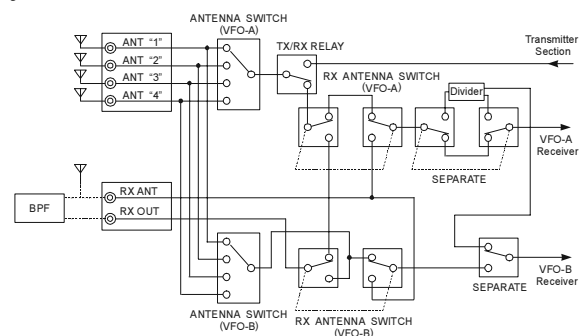 ANTENNA SWITCH
(VFO-A)
ANT “1”
ANT “2”
ANT “3”
ANT “4”
TX/RX RELAY
Transmitter
Section
RX ANTENNA SWITCH
(VFO-A)
Divider
VFO-A
Receiver
SEPARATE
RX ANT
RX OUT
BPF
ANTENNA SWITCH
(VFO-B)
RX ANTENNA SWITCH
(VFO-B)
SEPARATE
VFO-B
Receiver